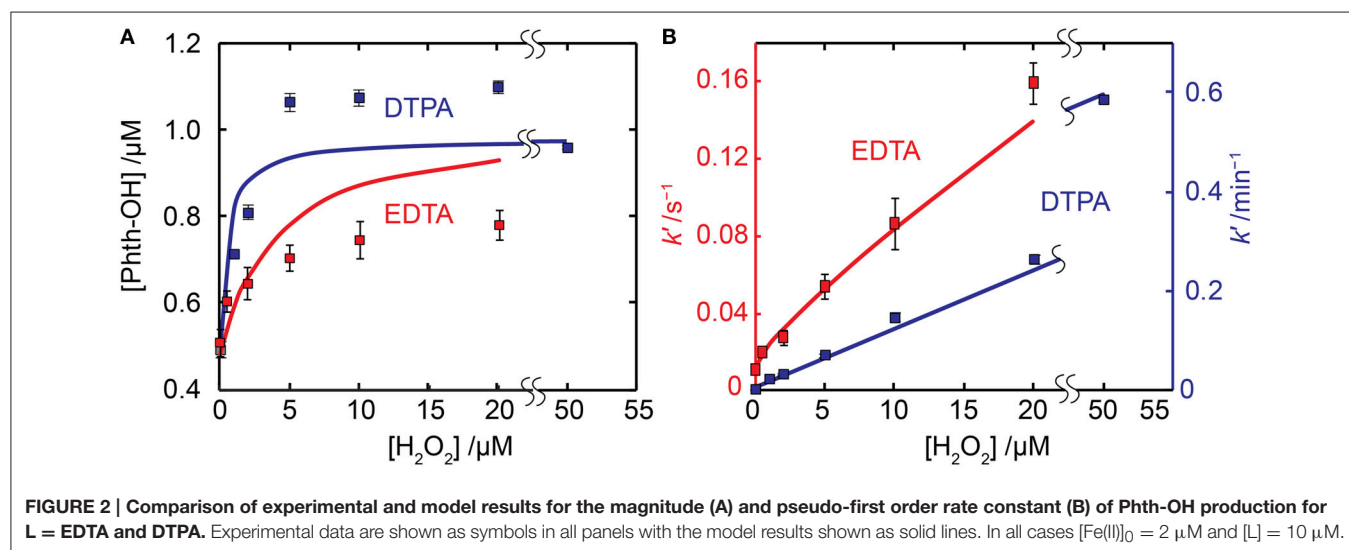 A
1.2
1.0
0.8
0.6
0.4
[Phth-OH] /μM
DTPA
EDTA
0 5 10 15 20 50 55
[H₂O₂] /μM
B
0.16
0.12
0.08
0.04
0
k′/s⁻¹
EDTA
DTPA
0.6
0.4
0.2
0
k′/min⁻¹
0 5 10 15 20 50 55
[H₂O₂] /μM
FIGURE 2 | Comparison of experimental and model results for the magnitude (A) and pseudo-first order rate constant (B) of Phth-OH production for
L = EDTA and DTPA. Experimental data are shown as symbols in all panels with the model results shown as solid lines. In all cases [Fe(II)]₀ = 2 μM and [L] = 10 μM.